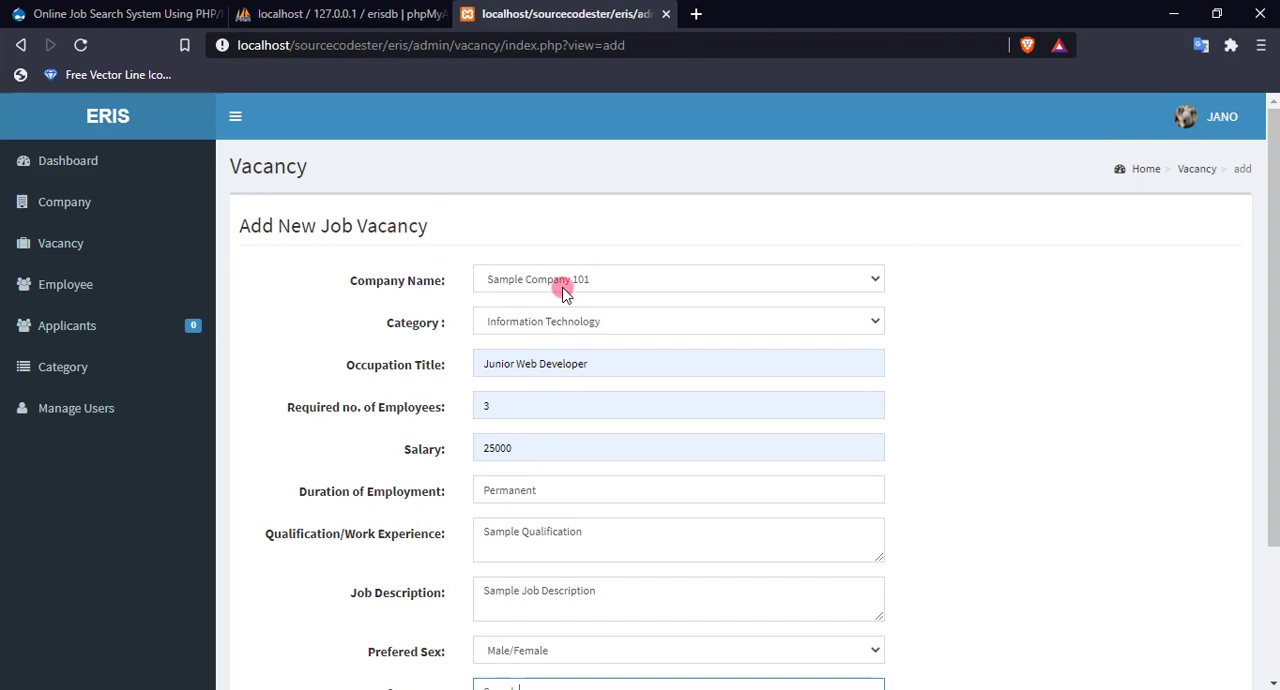 Online Job Search System Using PHP/
localhost / 127.0.0.1 / erisdb | phpMyA
localhost/sourcecodester/eris/adm
localhost/sourcecodester/eris/admin/vacancy/index.php?view=add
Free Vector Line Ico...
ERIS
JANO
Dashboard
Company
Vacancy
Employee
Applicants 0
Category
Manage Users
Vacancy
Home > Vacancy > add
Add New Job Vacancy
Company Name: Sample Company 101
Category : Information Technology
Occupation Title: Junior Web Developer
Required no. of Employees: 3
Salary: 25000
Duration of Employment: Permanent
Qualification/Work Experience: Sample Qualification
Job Description: Sample Job Description
Prefered Sex: Male/Female